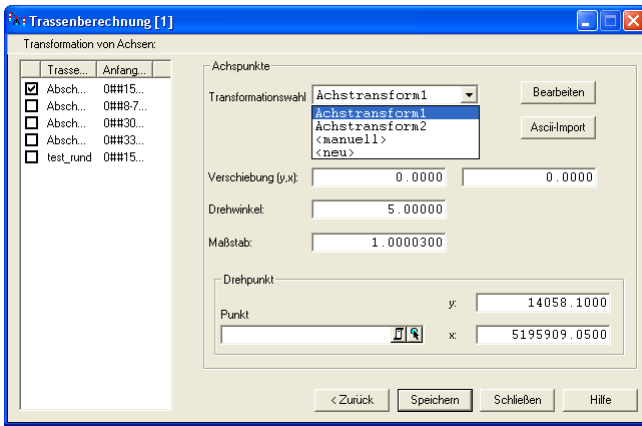 Trassenberechnung [1]
Transformation von Achsen:
Trasse... Anfang...
Absch... 0##15...
Absch... 0##8-7...
Absch... 0##30...
Absch... 0##33...
test_rund 0##15...
Achspunkte
Transformationswahl Achstransform1 Bearbeiten
Achstransform1
Achstransform2
<manuell>
<neu>
Ascii-Import
Verschiebung (y,x): 0.0000 0.0000
Drehwinkel: 5.00000
Maßstab: 1.0000300
Drehpunkt
Punkt
y: 14058.1000
x: 5195909.0500
< Zurück Speichern Schließen Hilfe